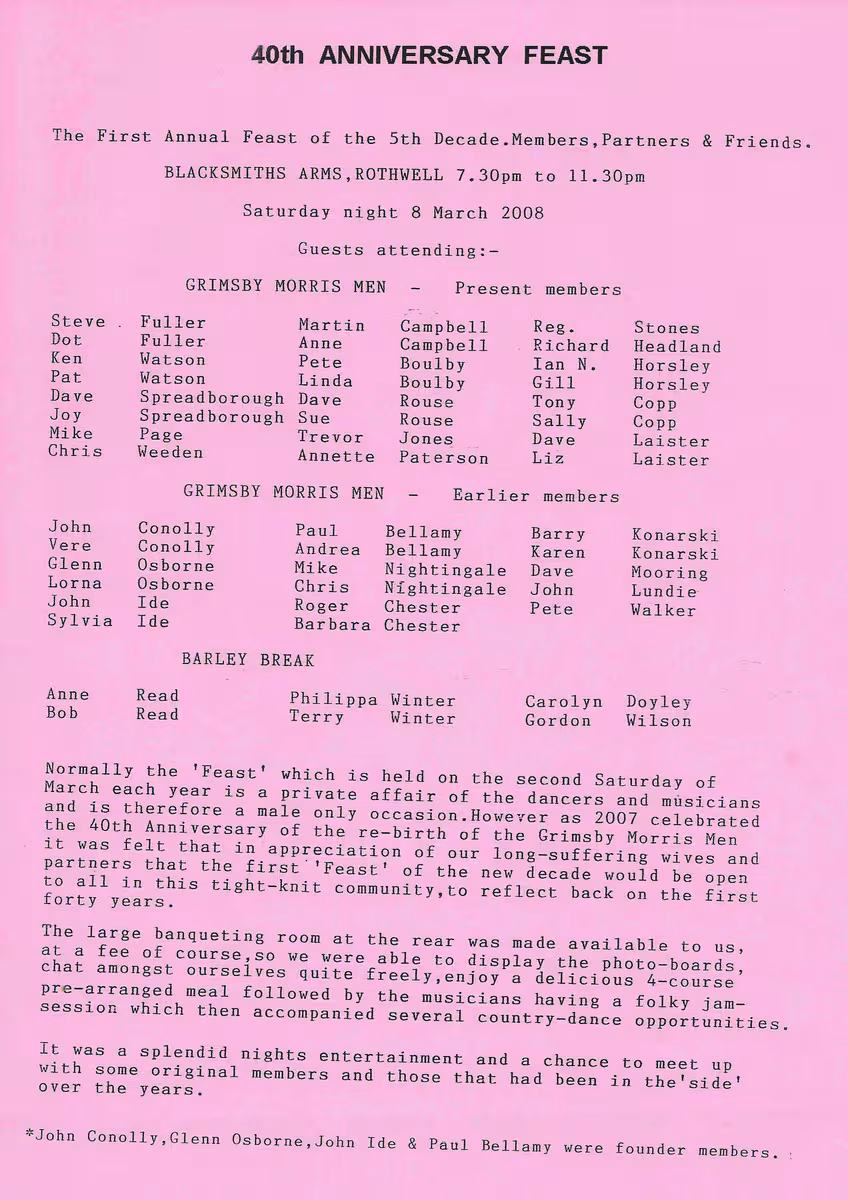 40th ANNIVERSARY FEAST
The First Annual Feast of the 5th Decade.Members,Partners & Friends.
BLACKSMITHS ARMS,ROTHWELL 7.30pm to 11.30pm
Saturday night 8 March 2008
Guests attending:-
GRIMSBY MORRIS MEN - Present members
Steve Fuller Martin Campbell Reg. Stones
Dot Fuller Anne Campbell Richard Headland
Ken Watson Pete Boulby Ian N. Horsley
Pat Watson Linda Boulby Gill Horsley
Dave Spreadborough Dave Rouse Tony Copp
Joy Spreadborough Sue Rouse Sally Copp
Mike Page Trevor Jones Dave Laister
Chris Weeden Annette Paterson Liz Laister
GRIMSBY MORRIS MEN - Earlier members
John Conolly Paul Bellamy Barry Konarski
Vere Conolly Andrea Bellamy Karen Konarski
Glenn Osborne Mike Nightingale Dave Mooring
Lorna Osborne Chris Nightingale John Lundie
John Ide Roger Chester Pete Walker
Sylvia Ide Barbara Chester
BARLEY BREAK
Anne Read Philippa Winter Carolyn Doyley
Bob Read Terry Winter Gordon Wilson
Normally the 'Feast' which is held on the second Saturday of
March each year is a private affair of the dancers and musicians
and is therefore a male only occasion.However as 2007 celebrated
the 40th Anniversary of the re-birth of the Grimsby Morris Men
it was felt that in appreciation of our long-suffering wives and
partners that the first 'Feast' of the new decade would be open
to all in this tight-knit community,to reflect back on the first
forty years.
The large banqueting room at the rear was made available to us,
at a fee of course,so we were able to display the photo-boards,
chat amongst ourselves quite freely,enjoy a delicious 4-course
pre-arranged meal followed by the musicians having a folky jam-
session which then accompanied several country-dance opportunities.
It was a splendid nights entertainment and a chance to meet up
with some original members and those that had been in the'side'
over the years.
*John Conolly,Glenn Osborne,John Ide & Paul Bellamy were founder members.